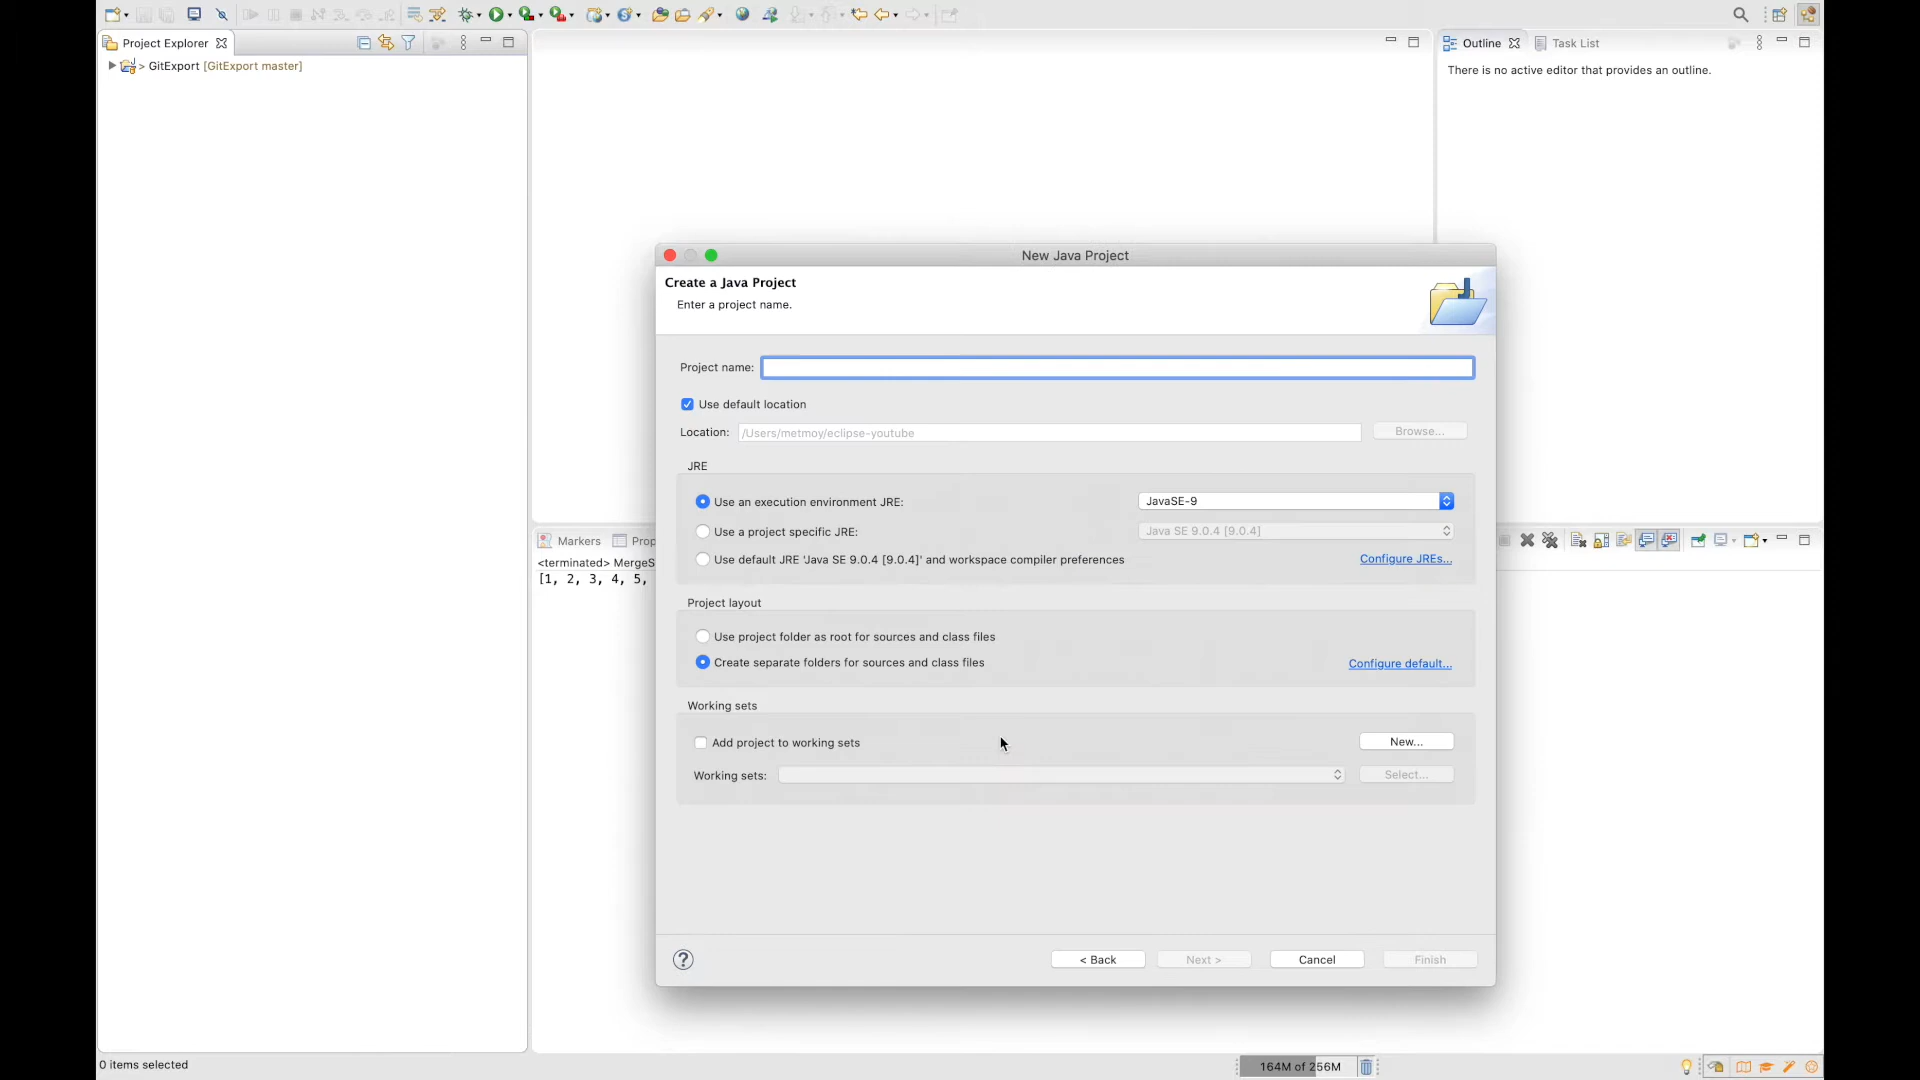 Project Explorer
> GitExport [GitExport master]
Outline
Task List
There is no active editor that provides an outline.
New Java Project
Create a Java Project
Enter a project name.
Project name:
Use default location
Location: /Users/metmoy/eclipse-youtube
Browse...
JRE
Use an execution environment JRE:
JavaSE-9
Use a project specific JRE:
Java SE 9.0.4 [9.0.4]
Use default JRE 'Java SE 9.0.4 [9.0.4]' and workspace compiler preferences
Configure JREs...
Project layout
Use project folder as root for sources and class files
Create separate folders for sources and class files
Configure default...
Working sets
Add project to working sets
New...
Working sets:
Select...
?
< Back
Next >
Cancel
Finish
Markers
Prop
<terminated> MergeS
[1, 2, 3, 4, 5,
0 items selected
164M of 256M